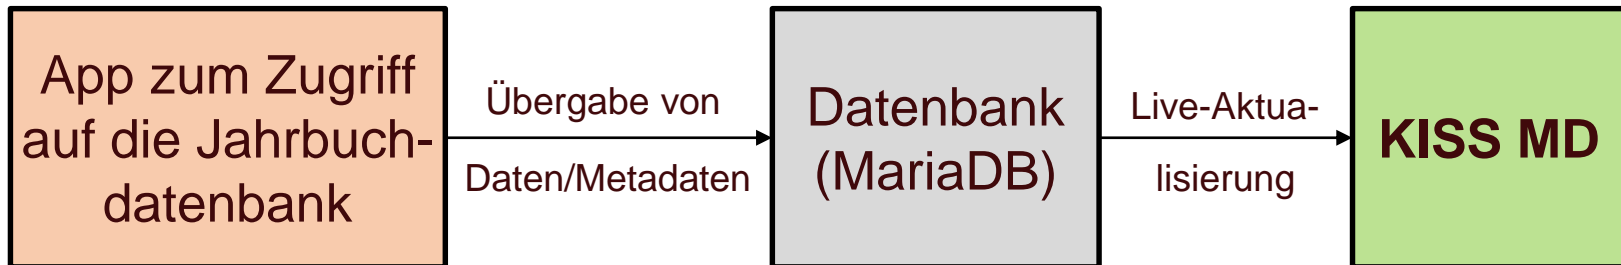 App zum Zugriff
auf die Jahrbuch-
datenbank
Übergabe von
Daten/Metadaten
Datenbank
(MariaDB)
Live-Aktua-
lisierung
KISS MD